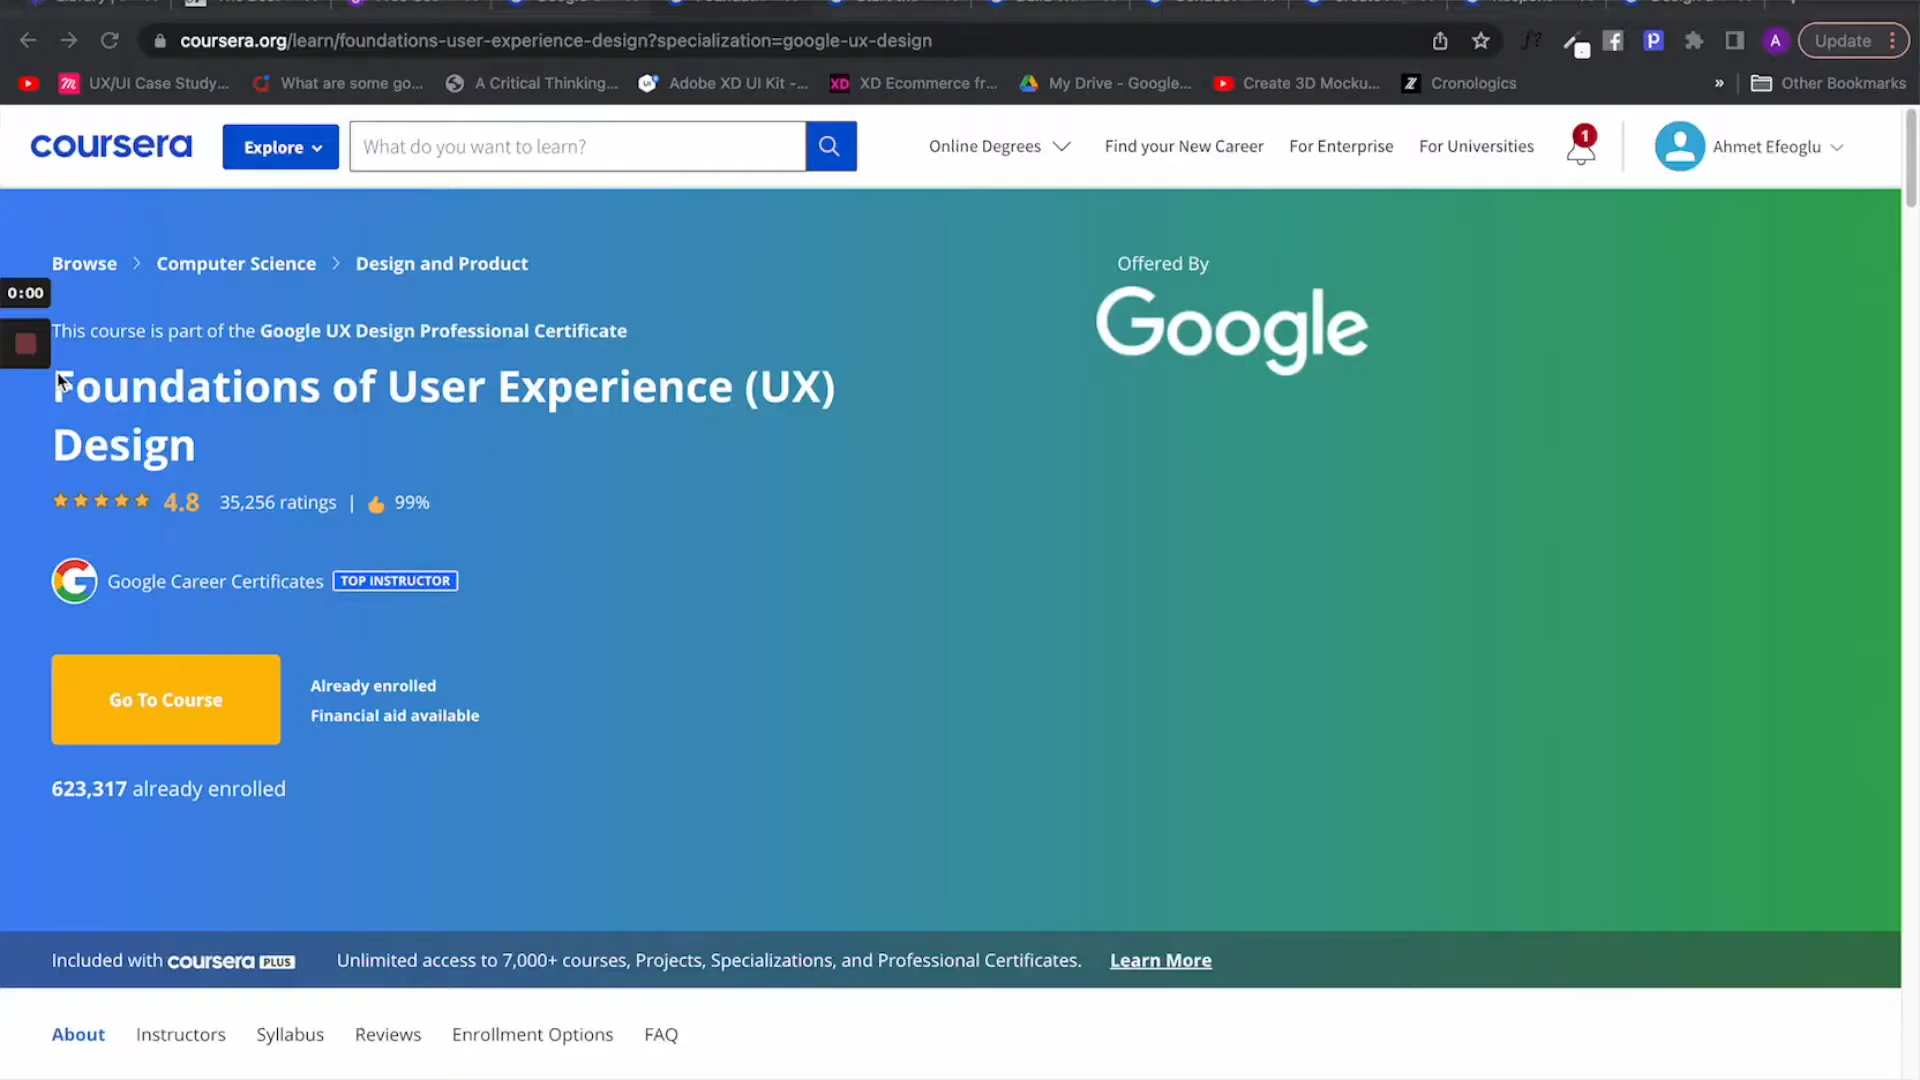 coursera.org/learn/foundations-user-experience-design?specialization=google-ux-design
Update
UX/UI Case Study...
What are some go...
A Critical Thinking...
Adobe XD UI Kit -...
XD
XD Ecommerce fr...
My Drive - Google...
Create 3D Mocku...
Cronologics
»
Other Bookmarks
coursera
Explore
What do you want to learn?
Online Degrees
Find your New Career
For Enterprise
For Universities
1
Ahmet Efeoglu
Browse > Computer Science > Design and Product
Offered By
Google
0:00
This course is part of the Google UX Design Professional Certificate
Foundations of User Experience (UX)
Design
4.8 35,256 ratings | 99%
Google Career Certificates TOP INSTRUCTOR
Go To Course
Already enrolled
Financial aid available
623,317 already enrolled
Included with coursera PLUS
Unlimited access to 7,000+ courses, Projects, Specializations, and Professional Certificates. Learn More
About
Instructors
Syllabus
Reviews
Enrollment Options
FAQ